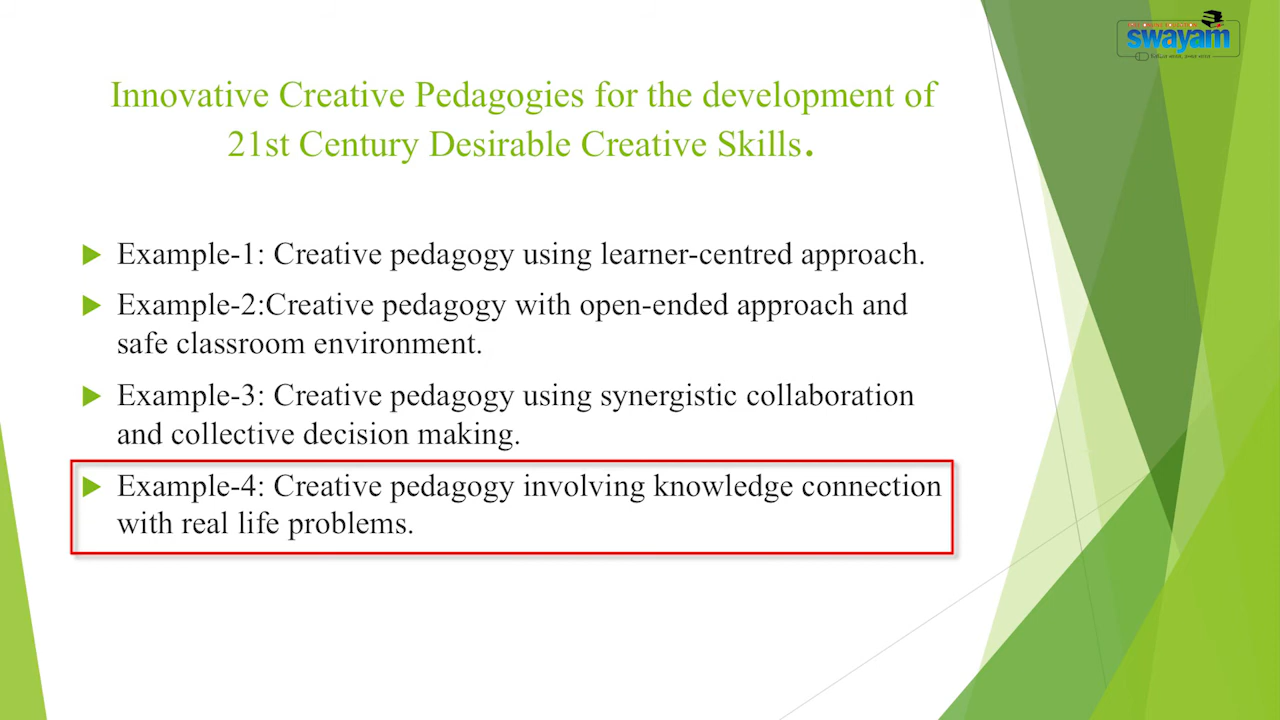 swayam
Innovative Creative Pedagogies for the development of
21st Century Desirable Creative Skills.
Example-1: Creative pedagogy using learner-centred approach.
Example-2:Creative pedagogy with open-ended approach and
safe classroom environment.
Example-3: Creative pedagogy using synergistic collaboration
and collective decision making.
Example-4: Creative pedagogy involving knowledge connection
with real life problems.